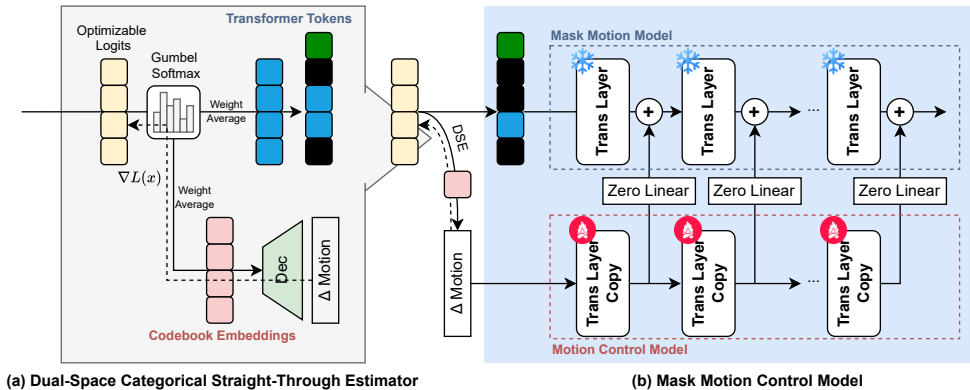 Transformer Tokens
Optimizable
Logits
Gumbel
Softmax
Weight
Average
∇L(x)
Weight
Average
Dec
Δ Motion
Codebook Embeddings
DSE
Δ Motion
(a) Dual-Space Categorical Straight-Through Estimator
Mask Motion Model
Trans Layer
+
Trans Layer
+
...
Trans Layer
+
Zero Linear
Zero Linear
Zero Linear
Trans Layer
Copy
Trans Layer
Copy
...
Trans Layer
Copy
Motion Control Model
(b) Mask Motion Control Model